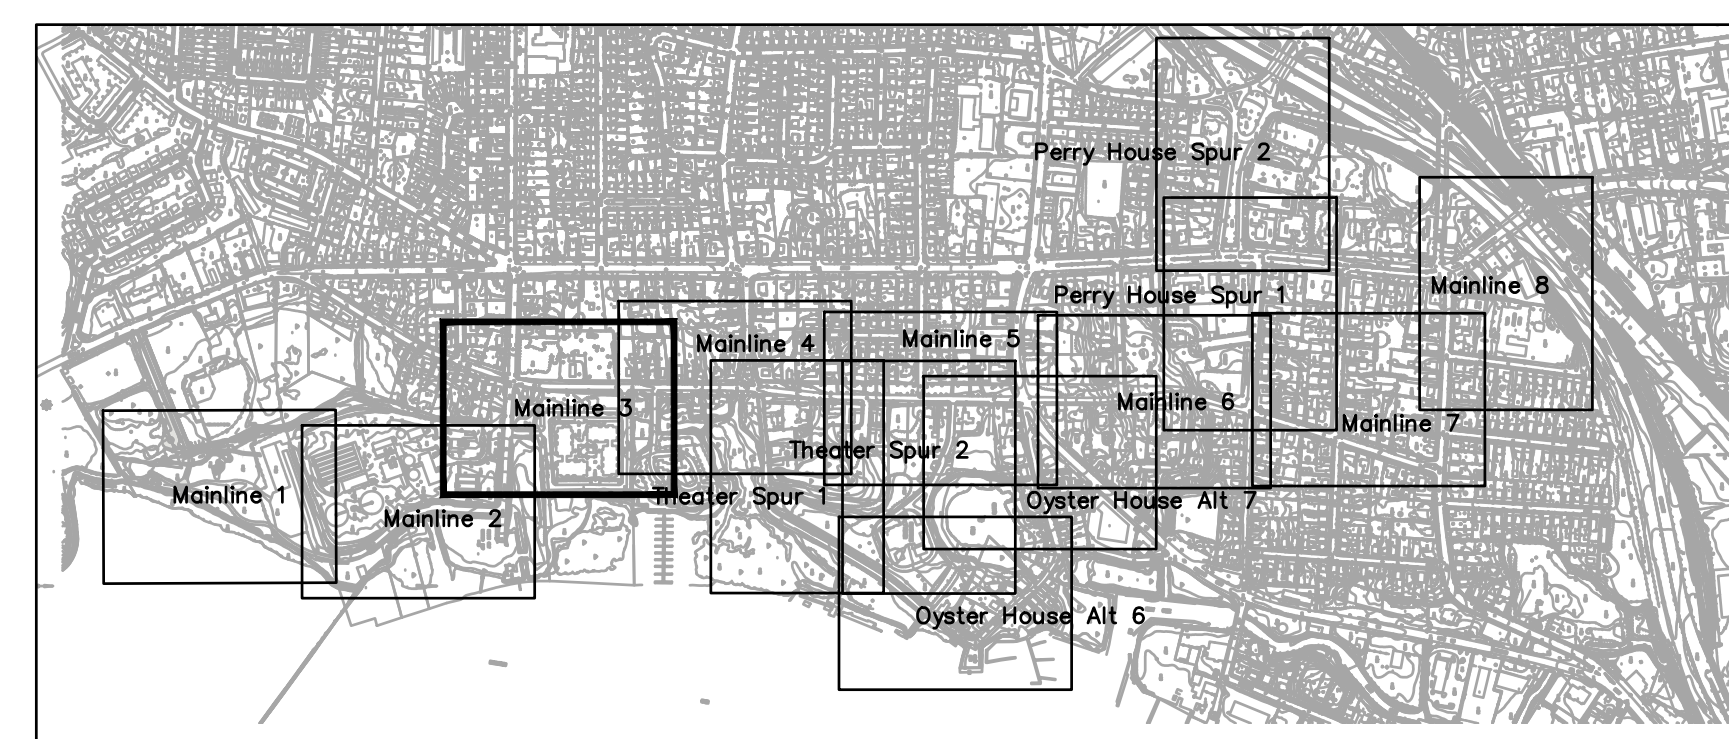 Perry House Spur 2
Mainline 8
Perry House Spur 1
Mainline 4
Mainline 5
Mainline 3
Mainline 6
Mainline 7
Theater Spur 2
Mainline 1
Theater Spur 1
Oyster House Alt 7
Mainline 2
Oyster House Alt 6